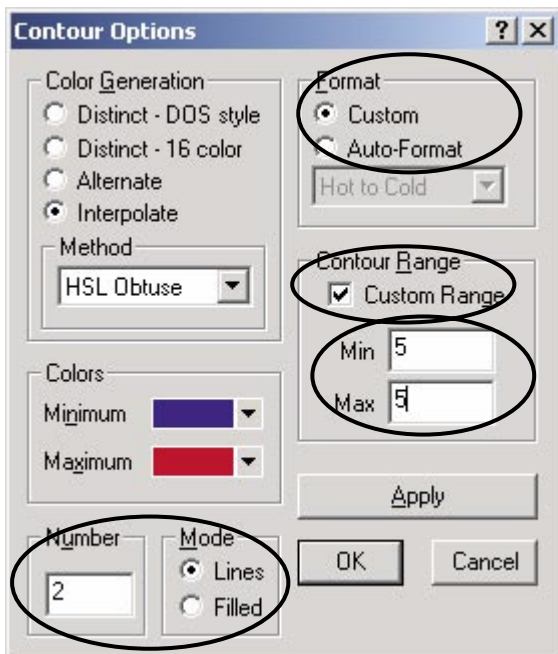 Contour Options
Color Generation
Distinct - DOS style
Distinct - 16 color
Alternate
Interpolate
Method
HSL Obtuse
Colors
Minimum
Maximum
Number
2
Mode
Lines
Filled
Format
Custom
Auto-Format
Hot to Cold
Contour Range
Custom Range
Min 5
Max 5
Apply
OK Cancel